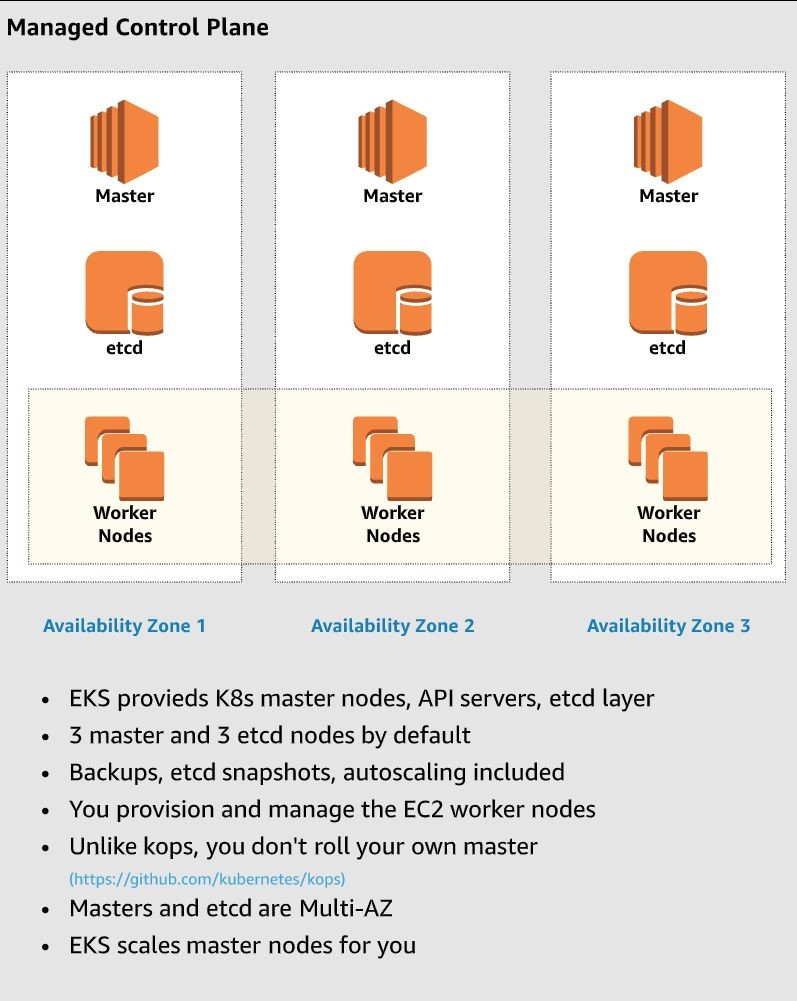 Managed Control Plane
Master
Master
Master
etcd
etcd
etcd
Worker
Nodes
Worker
Nodes
Worker
Nodes
Availability Zone 1
Availability Zone 2
Availability Zone 3
• EKS provieds K8s master nodes, API servers, etcd layer
• 3 master and 3 etcd nodes by default
• Backups, etcd snapshots, autoscaling included
• You provision and manage the EC2 worker nodes
• Unlike kops, you don't roll your own master
(https://github.com/kubernetes/kops)
• Masters and etcd are Multi-AZ
• EKS scales master nodes for you